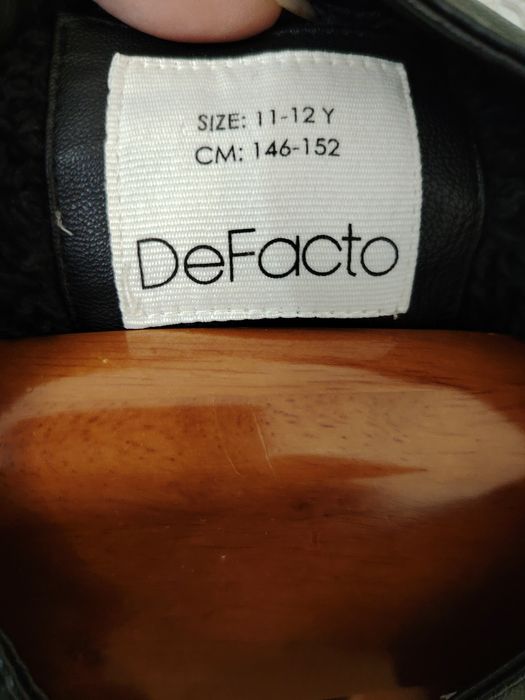 SIZE: 11-12 Y
CM: 146-152
DeFacto